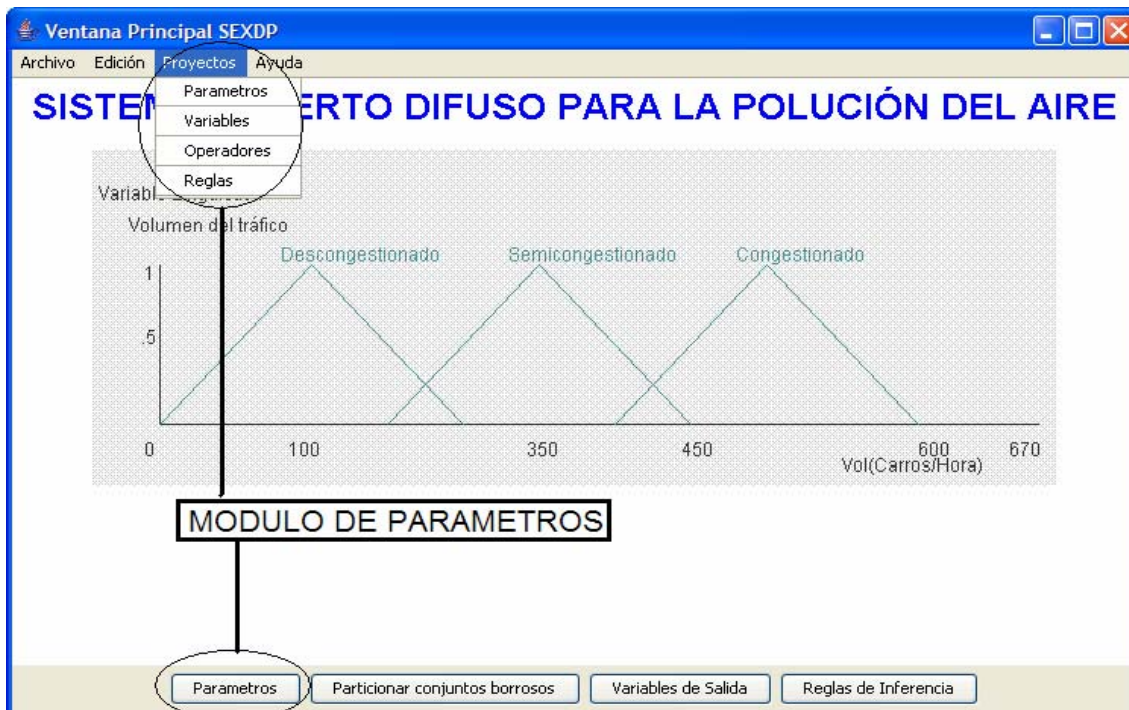 Ventana Principal SEXDP
Archivo Edición Proyectos Ayuda
Parametros
Variables
Operadores
Reglas
SISTE ERTO DIFUSO PARA LA POLUCIÓN DEL AIRE
Variabl
Volumen del tráfico
Descongestionado Semicongestionado Congestionado
1
.5
0 100 350 450 600 670
Vol(Carros/Hora)
MODULO DE PARAMETROS
Parametros Particionar conjuntos borrosos Variables de Salida Reglas de Inferencia